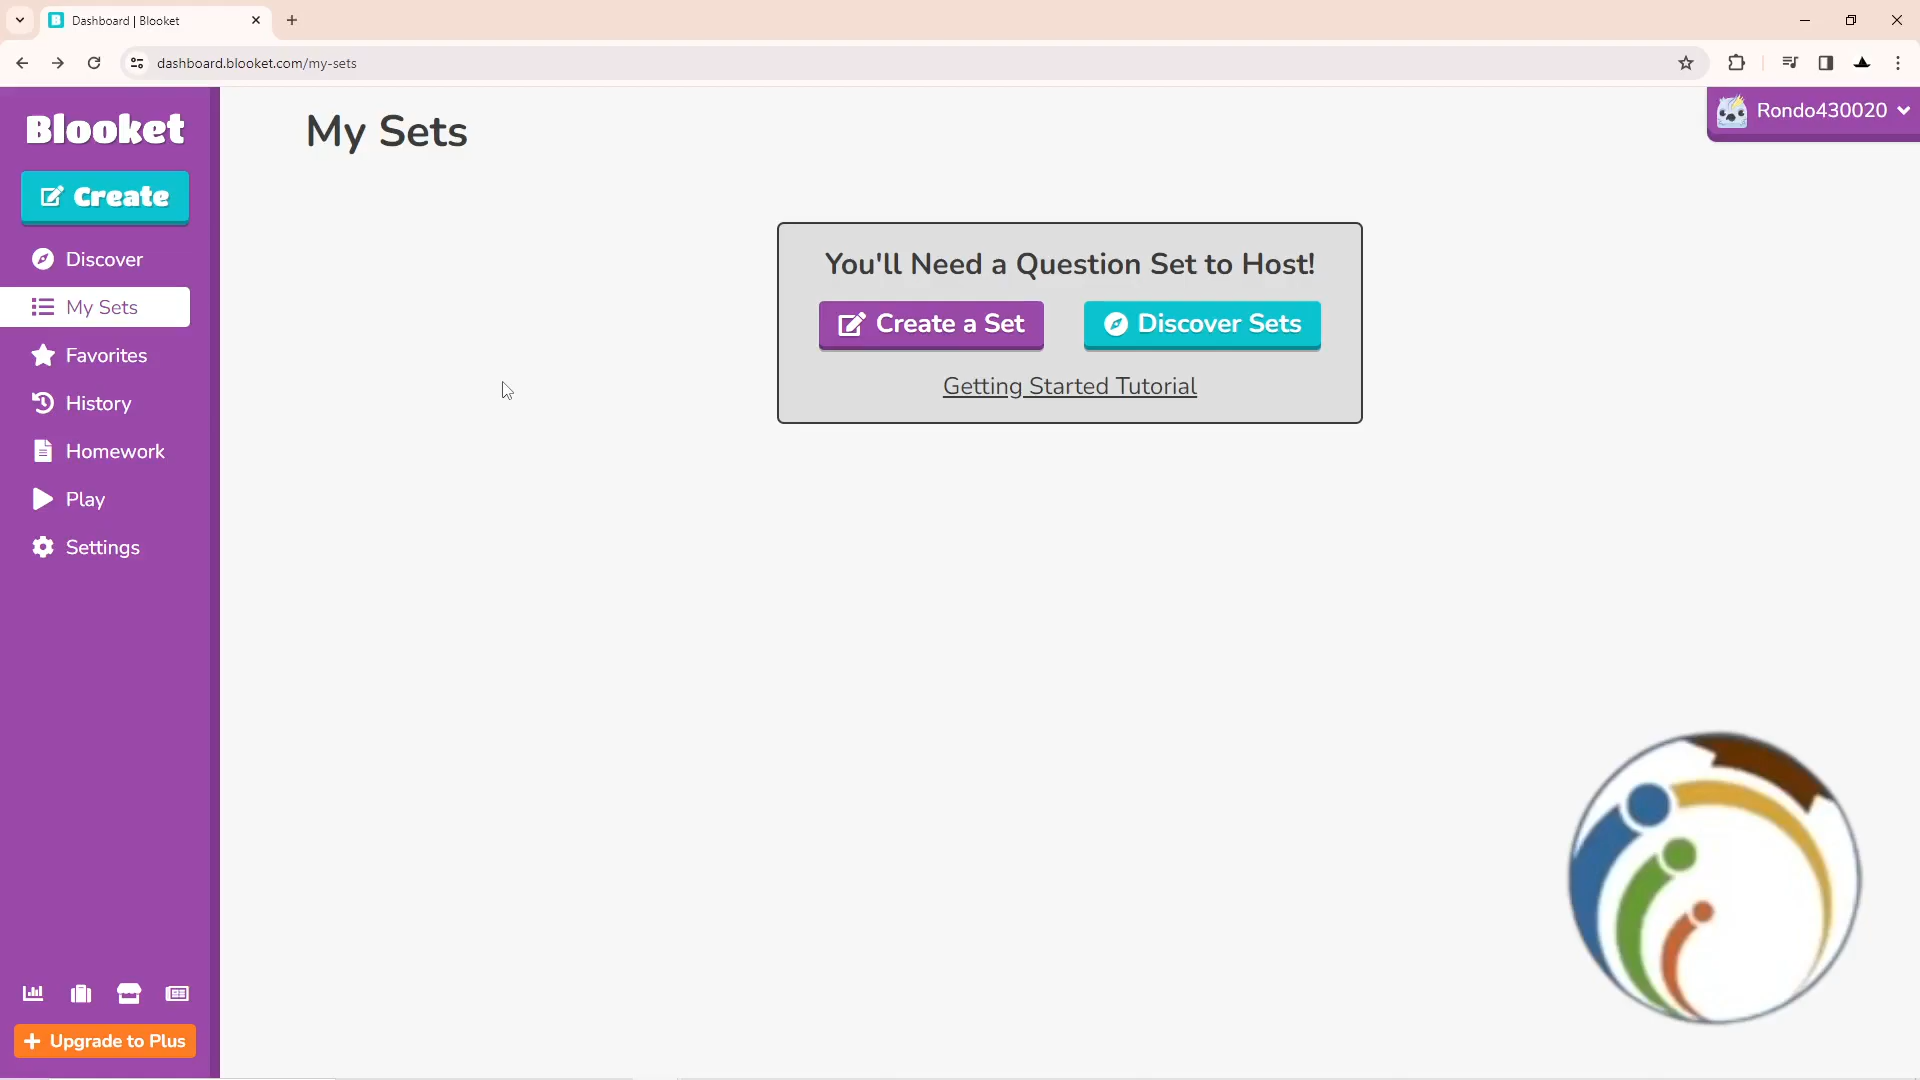 Dashboard | Blooket
dashboard.blooket.com/my-sets
Blooket
Create
Discover
My Sets
Favorites
History
Homework
Play
Settings
Upgrade to Plus
My Sets
Rondo430020
You'll Need a Question Set to Host!
Create a Set
Discover Sets
Getting Started Tutorial